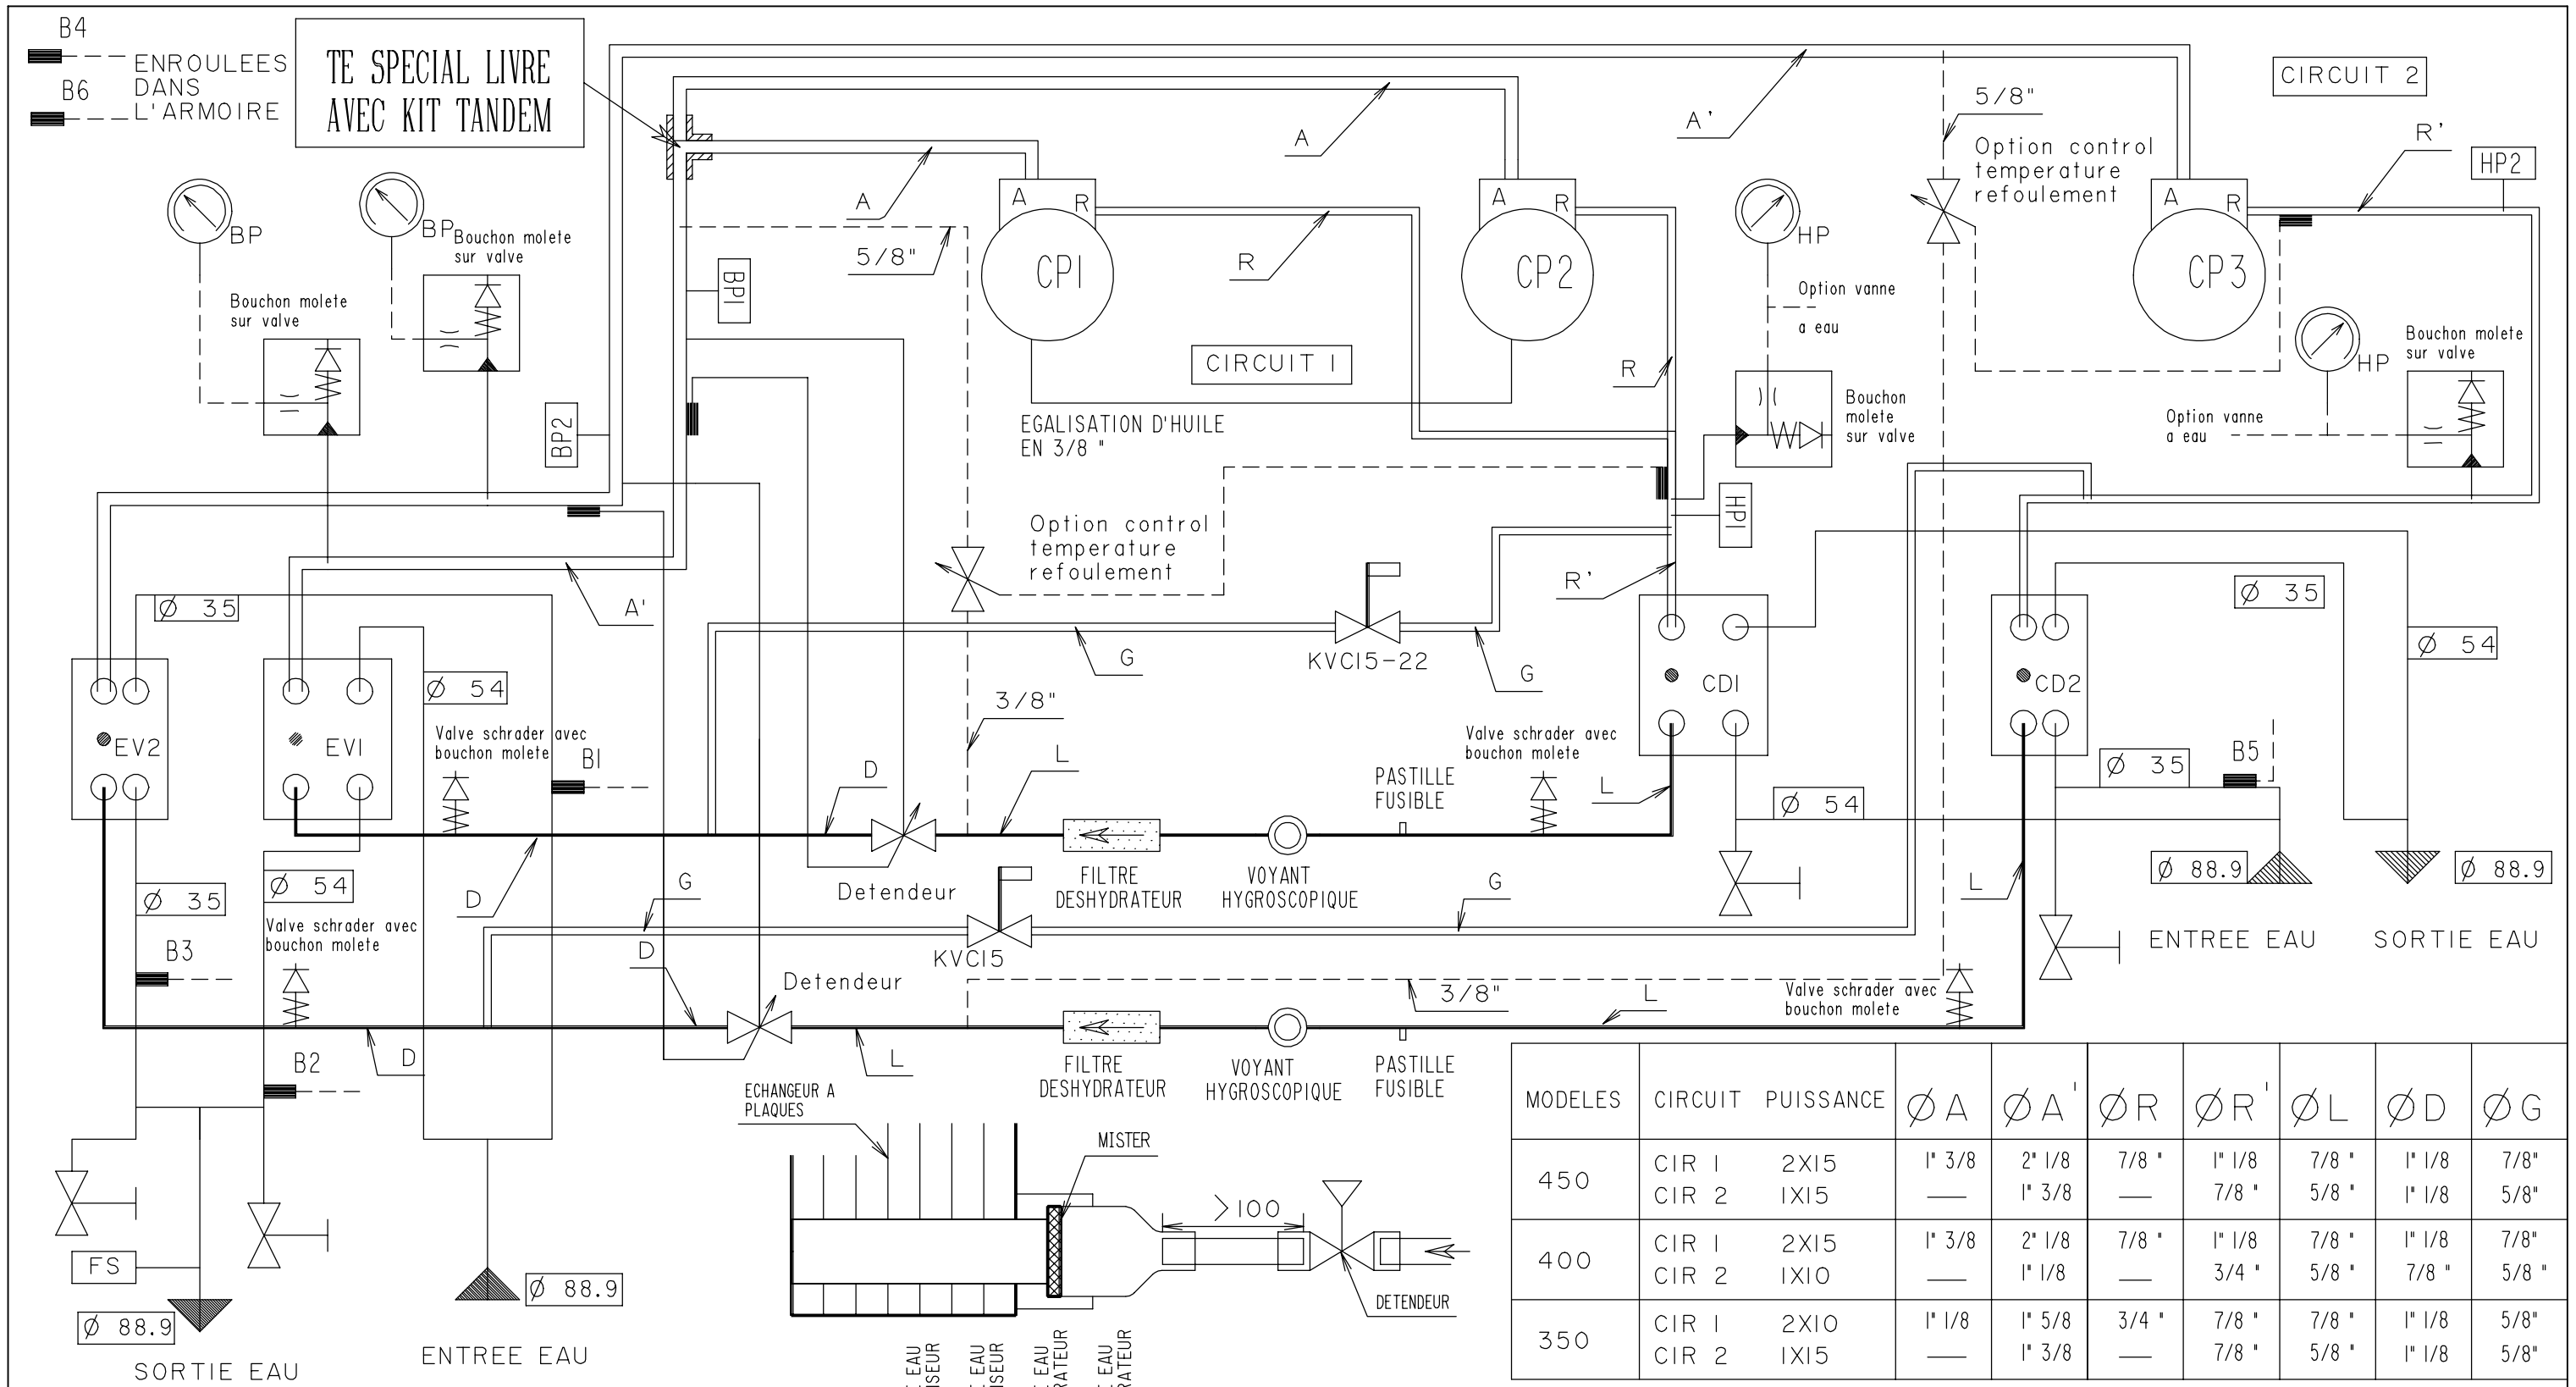 B4
ENROULEES
DANS
L'ARMOIRE
B6
TE SPECIAL LIVRE
AVEC KIT TANDEM
CIRCUIT 2
A
A
A'
5/8"
Option control
temperature
refoulement
R'
HP2
BP
BP
Bouchon molete
sur valve
Bouchon molete
sur valve
BP1
BP2
5/8"
A
R
CP1
R
A
R
CP2
CIRCUIT 1
EGALISATION D'HUILE
EN 3/8 "
R
HP
Option vanne
a eau
Bouchon
molete
sur valve
A
R
CP3
HP
Bouchon molete
sur valve
Option vanne
a eau
Option control
temperature
refoulement
HP1
R'
A'
G
KVC15-22
G
Ø 35
Ø 54
EV2
EV1
Valve schrader avec
bouchon molete
B1
D
3/8"
L
PASTILLE
FUSIBLE
Valve schrader avec
bouchon molete
L
CD1
CD2
Ø 35
Ø 54
Ø 35
B5
Ø 54
Ø 35
Ø 54
D
Detendeur
FILTRE
DESHYDRATEUR
VOYANT
HYGROSCOPIQUE
Ø 88.9
Ø 88.9
L
ENTREE EAU
SORTIE EAU
Valve schrader avec
bouchon molete
B3
G
D
KVC15
G
Detendeur
3/8"
L
Valve schrader avec
bouchon molete
B2
D
L
FILTRE
DESHYDRATEUR
VOYANT
HYGROSCOPIQUE
PASTILLE
FUSIBLE
FS
Ø 88.9
SORTIE EAU
Ø 88.9
ENTREE EAU
ECHANGEUR A
PLAQUES
MISTER
>100
DETENDEUR
MODELES CIRCUIT PUISSANCE ØA ØA' ØR ØR' ØL ØD ØG
450 CIR 1 2X15 1" 3/8 2" 1/8 7/8 " 1" 1/8 7/8 " 1" 1/8 7/8"
CIR 2 1X15 — 1" 3/8 — 7/8 " 5/8 " 1" 1/8 5/8"
400 CIR 1 2X15 1" 3/8 2" 1/8 7/8 " 1" 1/8 7/8 " 1" 1/8 7/8"
CIR 2 1X10 — 1" 1/8 — 3/4 " 5/8 " 7/8 " 5/8 "
350 CIR 1 2X10 1" 1/8 1" 5/8 3/4 " 7/8 " 7/8 " 1" 1/8 5/8"
CIR 2 1X15 — 1" 3/8 — 7/8 " 5/8 " 1" 1/8 5/8"